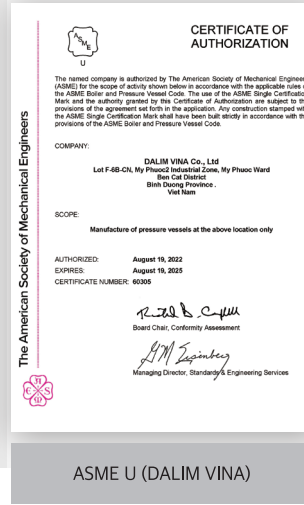 ASME
U
CERTIFICATE OF
AUTHORIZATION
The named company is authorized by The American Society of Mechanical Engineer
(ASME) for the scope of activity shown below in accordance with the applicable rules
the ASME Boiler and Pressure Vessel Code. The use of the ASME Single Certificatio
Mark and the authority granted by this Certificate of Authorization are subject to th
provisions of the agreement set forth in the application. Any construction stamped wit
the ASME Single Certification Mark shall have been built strictly in accordance with th
provisions of the ASME Boiler and Pressure Vessel Code.
COMPANY:
DALIM VINA Co., Ltd
Lot F-6B-CN, My Phuoc2 Industrial Zone, My Phuoc Ward
Ben Cat District
Binh Duong Province .
Viet Nam
SCOPE:
Manufacture of pressure vessels at the above location only
AUTHORIZED: August 19, 2022
EXPIRES: August 19, 2025
CERTIFICATE NUMBER: 60305
Board Chair, Conformity Assessment
Managing Director, Standards & Engineering Services
The American Society of Mechanical Engineers
ASME U (DALIM VINA)